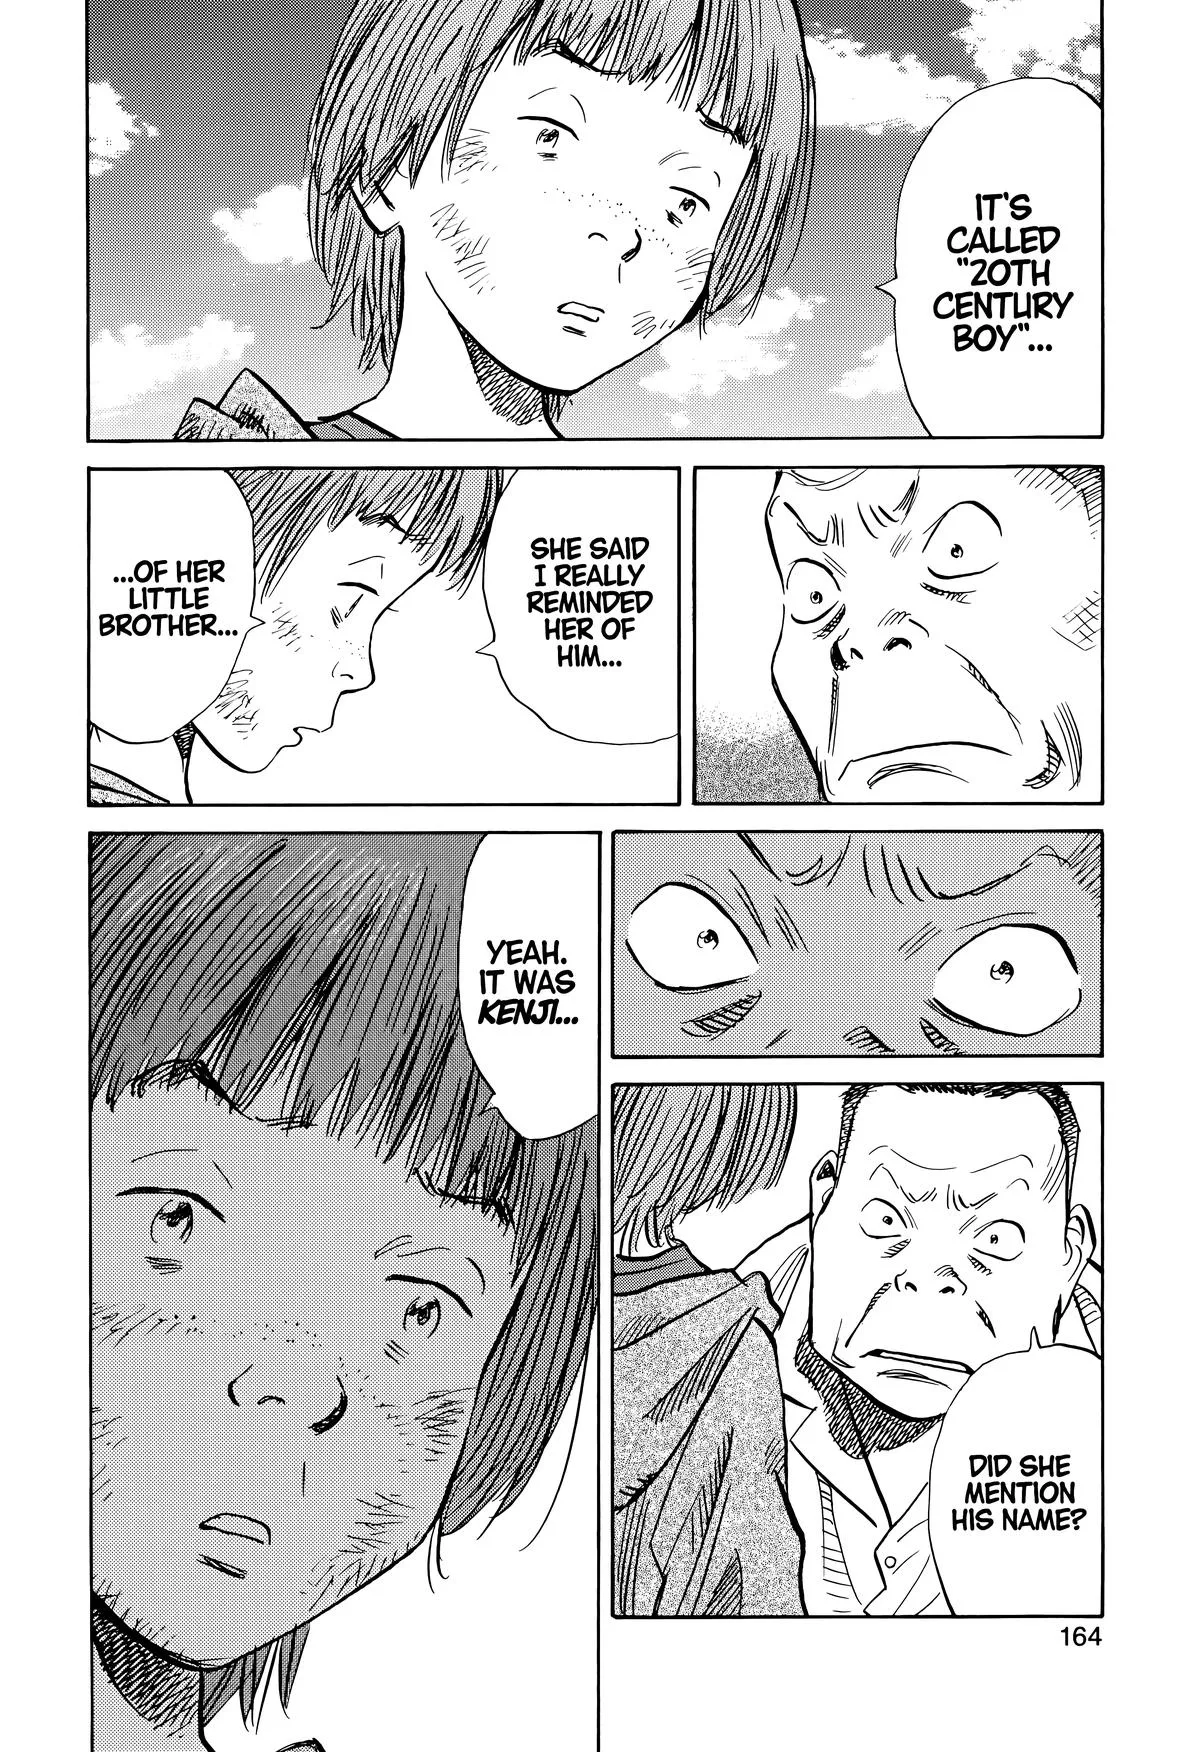 IT'S
CALLED
"20TH
CENTURY
BOY"...
SHE SAID
I REALLY
REMINDED
HER OF
HIM...
...OF HER
LITTLE
BROTHER...
DID SHE
MENTION
HIS NAME?
YEAH.
IT WAS
KENJI...
164